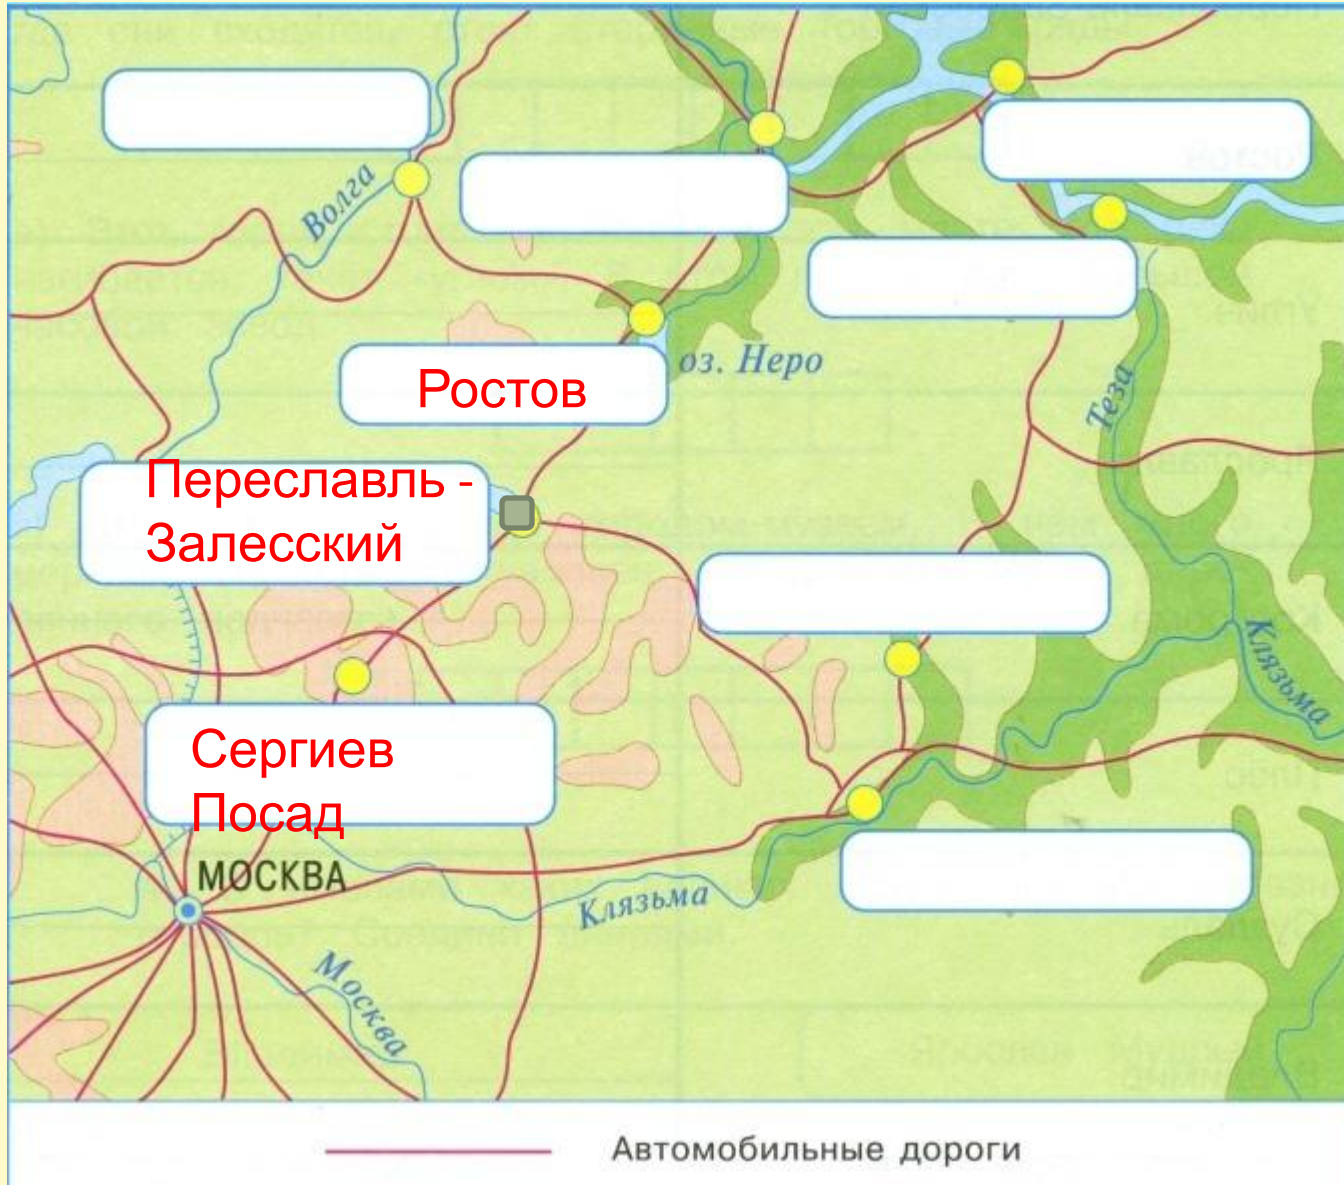 Волга
оз. Неро
Ростов
Теза
Переславль -
Залесский
Клязьма
Сергиев
Посад
МОСКВА
Клязьма
Москва
Автомобильные дороги